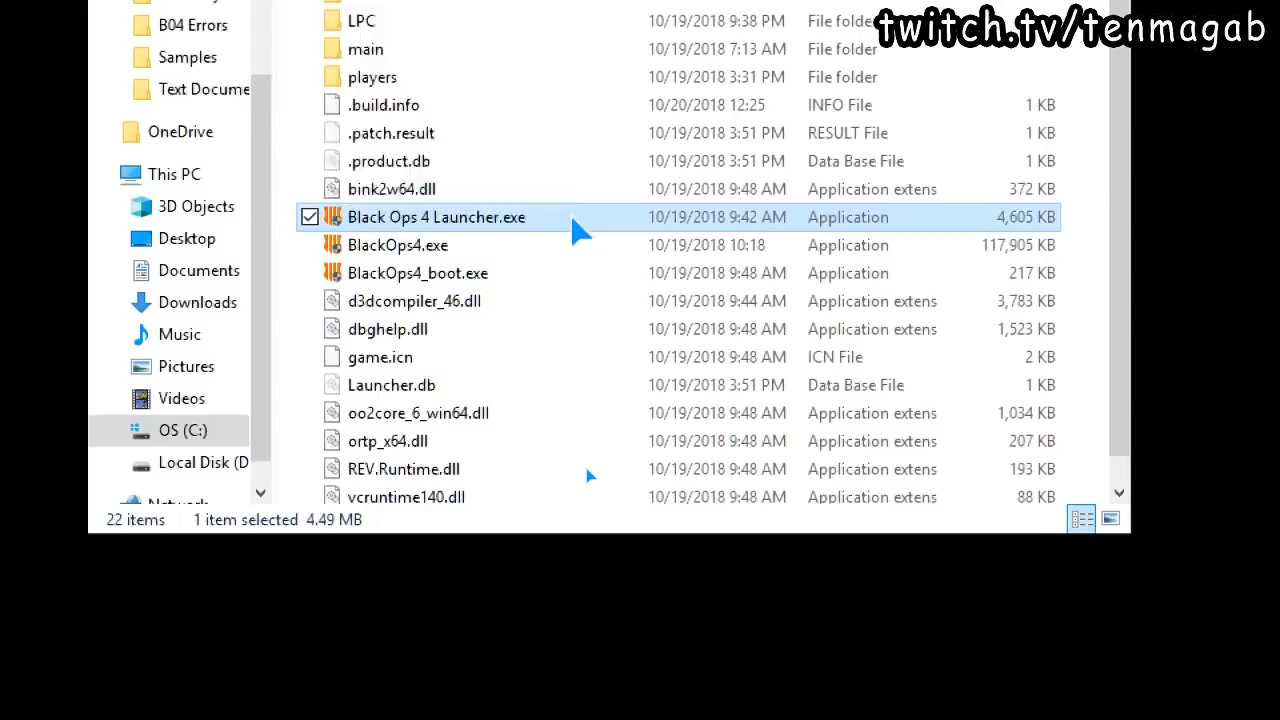 twitch.tv/tenmagab
B04 Errors
Samples
Text Docume
OneDrive
This PC
3D Objects
Desktop
Documents
Downloads
Music
Pictures
Videos
OS (C:)
Local Disk (D
Network
LPC 10/19/2018 9:38 PM File folde
main 10/19/2018 7:13 AM File folder
players 10/19/2018 3:31 PM File folder
.build.info 10/20/2018 12:25 INFO File 1 KB
.patch.result 10/19/2018 3:51 PM RESULT File 1 KB
.product.db 10/19/2018 3:51 PM Data Base File 1 KB
bink2w64.dll 10/19/2018 9:48 AM Application extens 372 KB
Black Ops 4 Launcher.exe 10/19/2018 9:42 AM Application 4,605 KB
BlackOps4.exe 10/19/2018 10:18 Application 117,905 KB
BlackOps4_boot.exe 10/19/2018 9:48 AM Application 217 KB
d3dcompiler_46.dll 10/19/2018 9:44 AM Application extens 3,783 KB
dbghelp.dll 10/19/2018 9:48 AM Application extens 1,523 KB
game.icn 10/19/2018 9:48 AM ICN File 2 KB
Launcher.db 10/19/2018 3:51 PM Data Base File 1 KB
oo2core_6_win64.dll 10/19/2018 9:48 AM Application extens 1,034 KB
ortp_x64.dll 10/19/2018 9:48 AM Application extens 207 KB
REV.Runtime.dll 10/19/2018 9:48 AM Application extens 193 KB
vcruntime140.dll 10/19/2018 9:48 AM Application extens 88 KB
22 items 1 item selected 4.49 MB